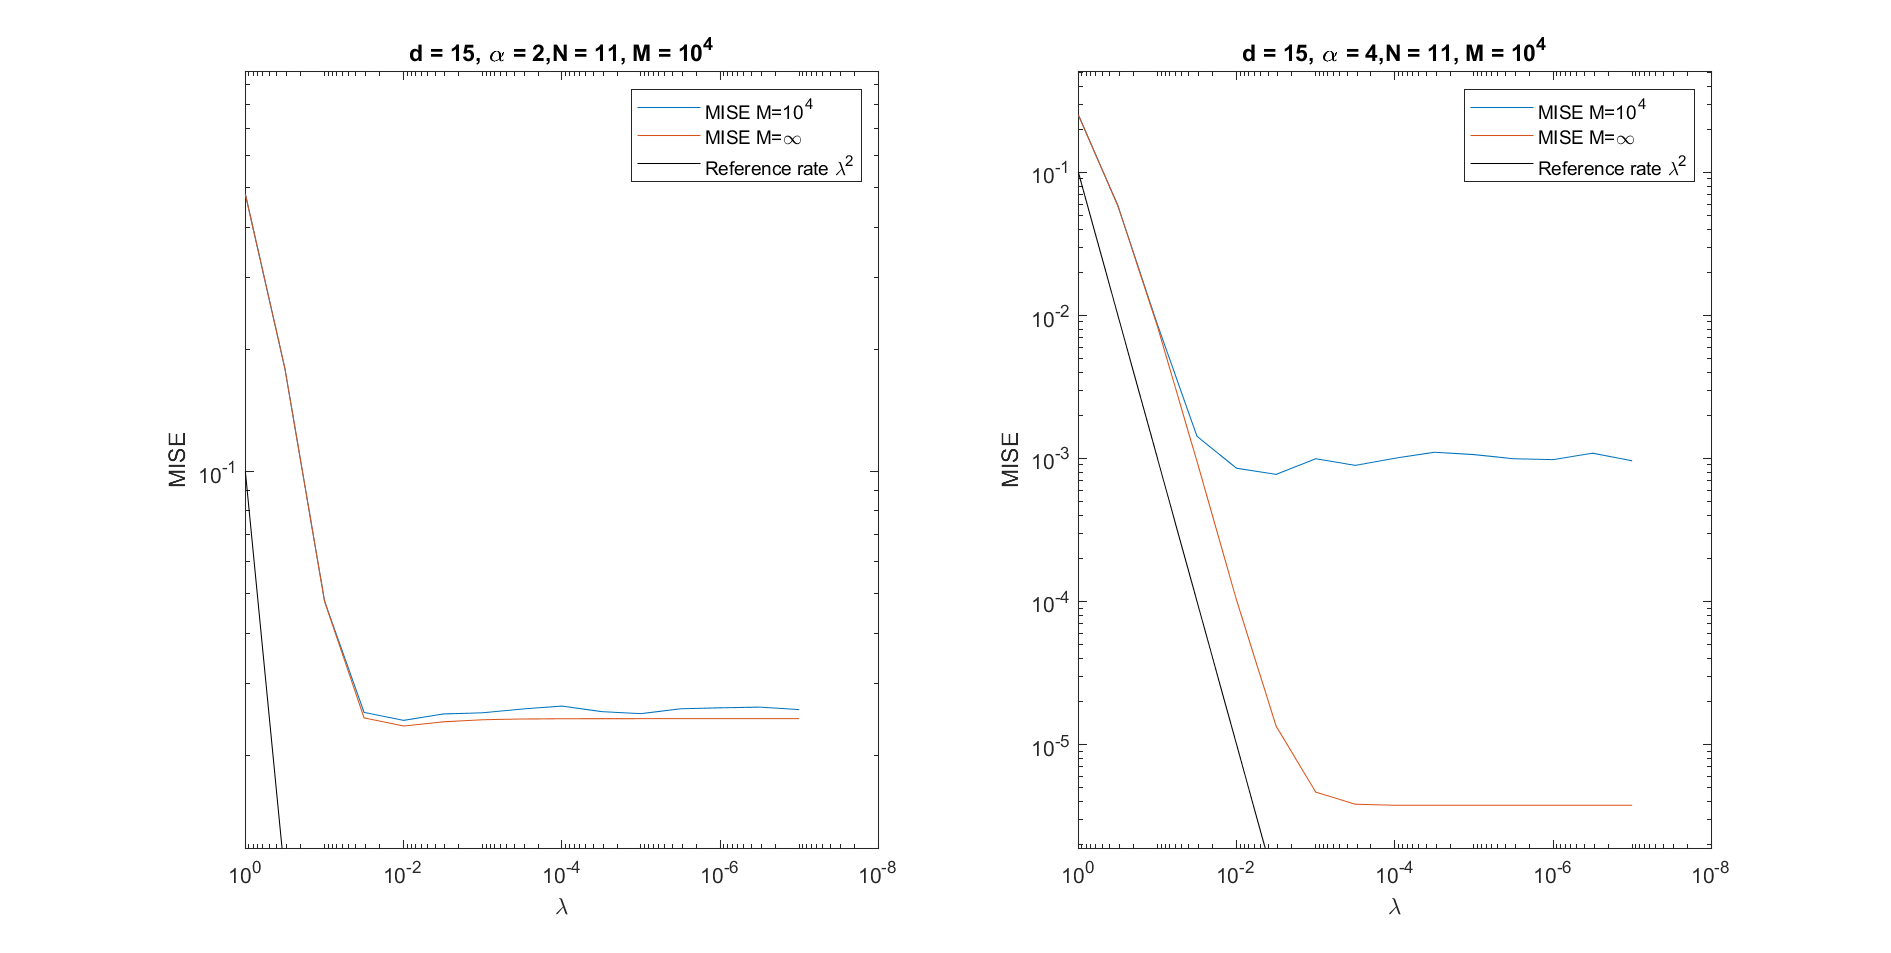 d = 15, α = 2,N = 11, M = 10^4
MISE M=10^4
MISE M=∞
Reference rate λ^2
MISE
10^-1
10^0 10^-2 10^-4 10^-6 10^-8
λ
d = 15, α = 4,N = 11, M = 10^4
MISE M=10^4
MISE M=∞
Reference rate λ^2
MISE
10^-1
10^-2
10^-3
10^-4
10^-5
10^0 10^-2 10^-4 10^-6 10^-8
λ